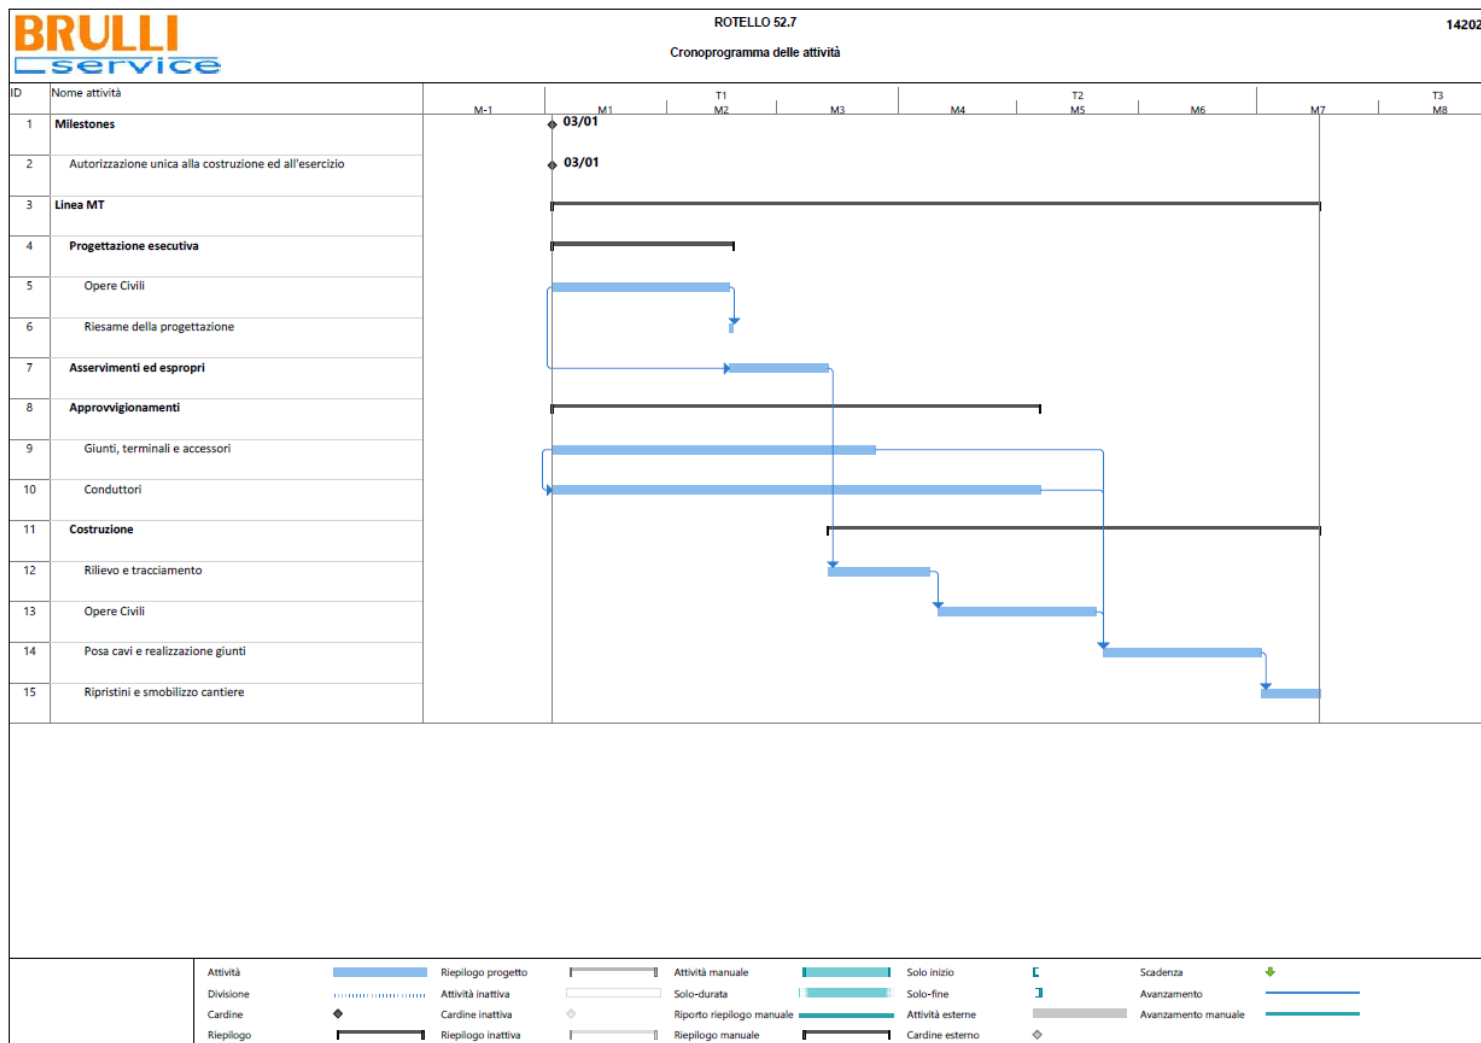 BRULLI
service
ROTELLO 52.7
Cronoprogramma delle attività
14202
ID Nome attività
T1 T2 T3
M-1 M1 M2 M3 M4 M5 M6 M7 M8
1 Milestones 03/01
2 Autorizzazione unica alla costruzione ed all'esercizio 03/01
3 Linea MT
4 Progettazione esecutiva
5 Opere Civili
6 Riesame della progettazione
7 Asservimenti ed espropri
8 Approvvigionamenti
9 Giunti, terminali e accessori
10 Conduttori
11 Costruzione
12 Rilievo e tracciamento
13 Opere Civili
14 Posa cavi e realizzazione giunti
15 Ripristini e smobilizzo cantiere
Attività Riepilogo progetto Attività manuale Solo inizio Scadenza
Divisione Attività inattiva Solo-durata Solo-fine Avanzamento
Cardine Cardine inattiva Riporto riepilogo manuale Attività esterne Avanzamento manuale
Riepilogo Riepilogo inattiva Riepilogo manuale Cardine esterno